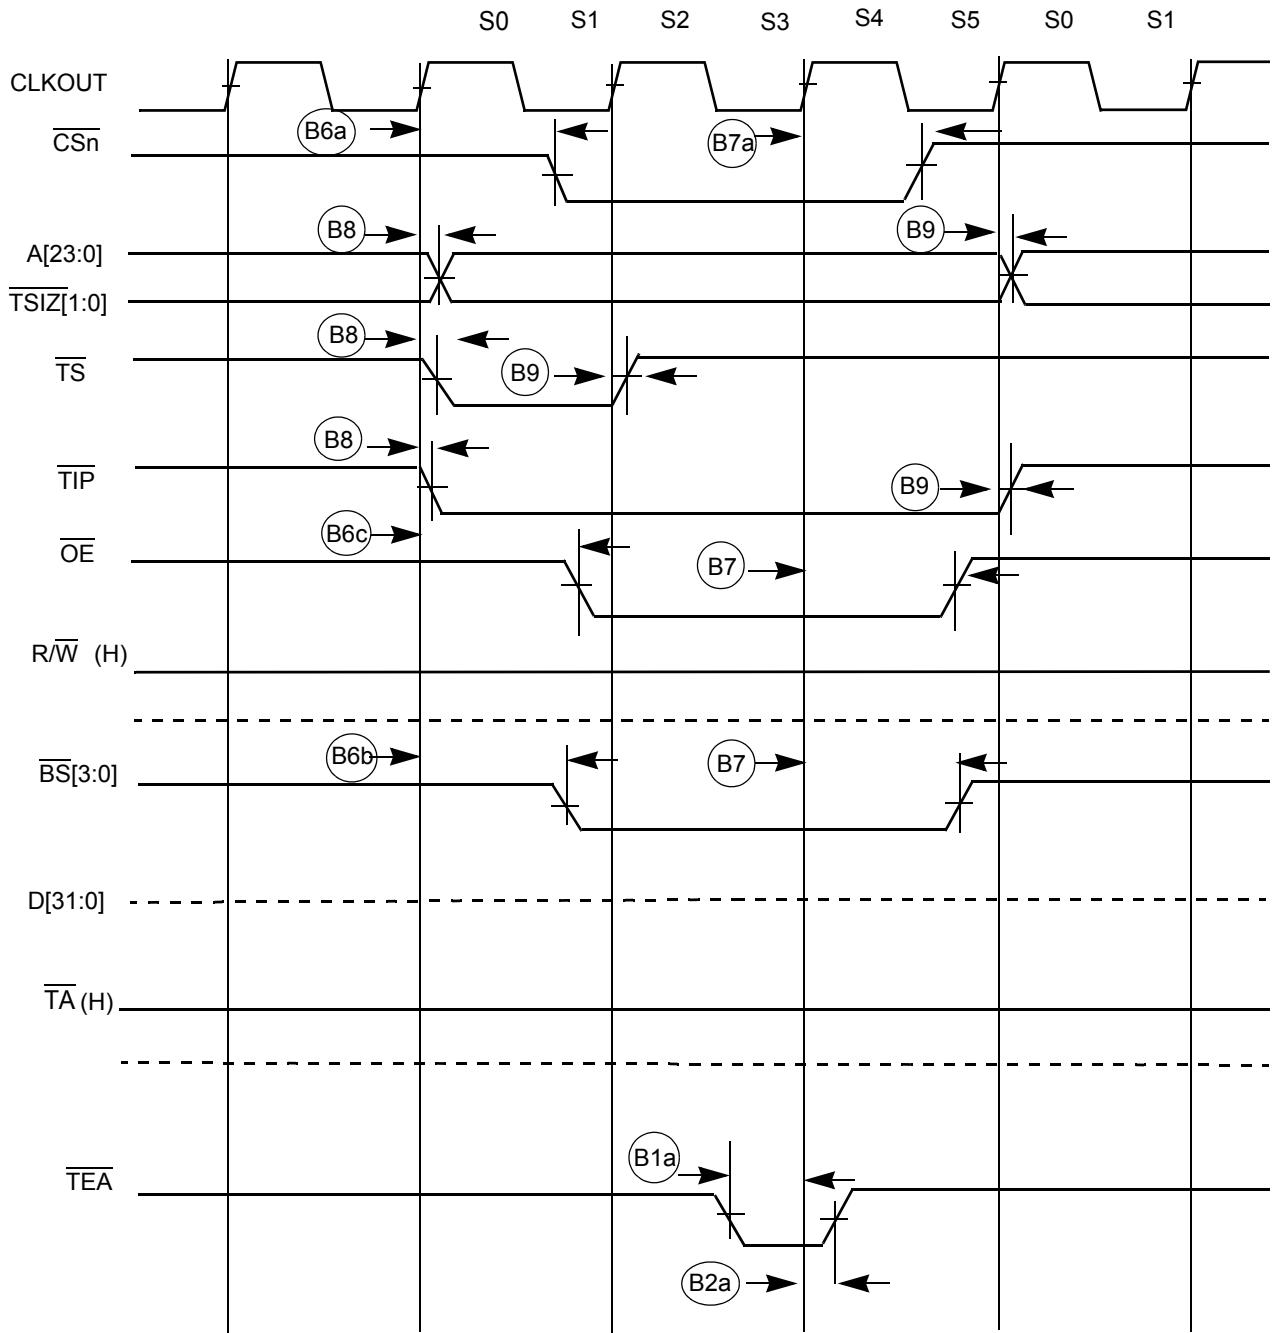 S0 S1 S2 S3 S4 S5 S0 S1
CLKOUT
B6a
CSn
B7a
B8
B9
A[23:0]
TSIZ[1:0]
B8
TS
B9
B8
TIP
B9
B6c
OE
B7
R/W (H)
B6b
B7
BS[3:0]
D[31:0]
TA (H)
B1a
TEA
B2a